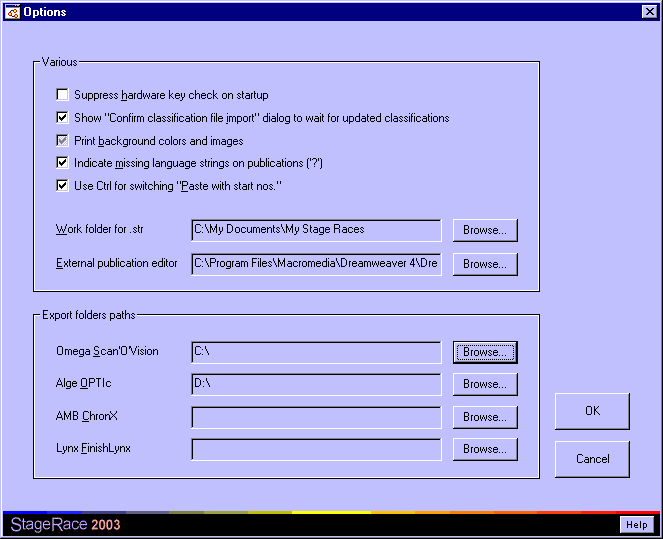 Options
Various
Suppress hardware key check on startup
Show "Confirm classification file import" dialog to wait for updated classifications
Print background colors and images
Indicate missing language strings on publications ('?')
Use Ctrl for switching "Paste with start nos."
Work folder for .str C:\My Documents\My Stage Races Browse...
External publication editor C:\Program Files\Macromedia\Dreamweaver 4\Dre Browse...
Export folders paths
Omega Scan'O'Vision C:\ Browse...
Alge OPTIc D:\ Browse...
AMB ChronX Browse...
Lynx FinishLynx Browse...
OK
Cancel
StageRace 2003 Help